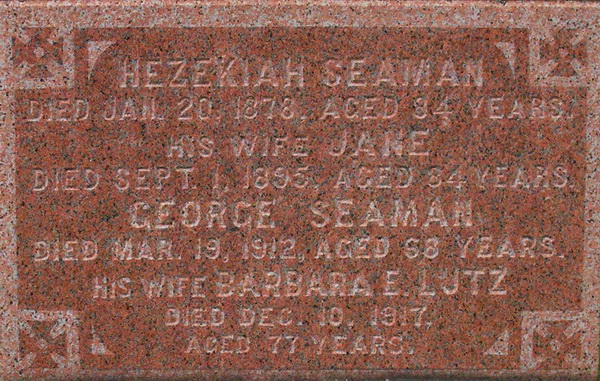 HEZEKIAH SEAMAN
DIED JAN. 20, 1878, AGED 84 YEARS.
HIS WIFE JANE
DIED SEPT. 1, 1895, AGED 84 YEARS.
GEORGE SEAMAN
DIED MAR. 19, 1912, AGED YEARS.
HIS WIFE BARBARA E. LUTZ
DIED DEC. 10, 1917.
AGED 77 YEARS.